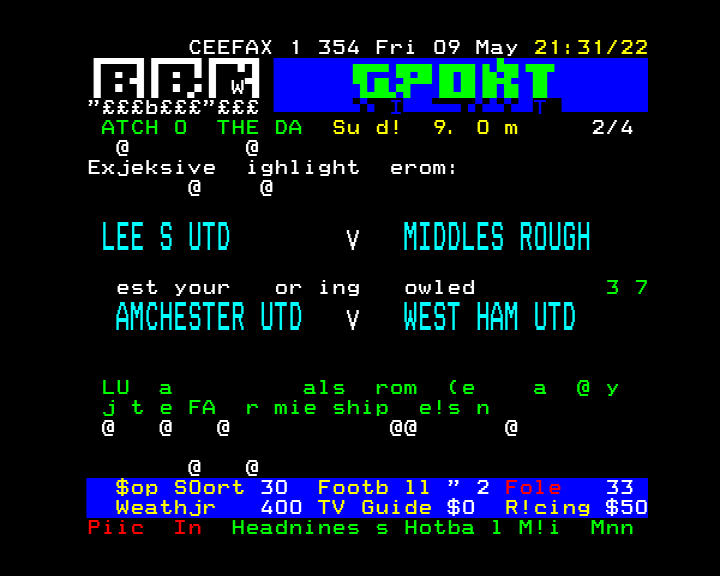 CEEFAX 1 354 Fri 09 May 21:31/22
BBW
W
SPORT
"£££b£££"£££
ATCH O THE DA Su d! 9. 0 m 2/4
@ @
Exjeksive ighlight erom:
@ @
LEE S UTD v MIDDLES ROUGH
est your or ing owled 3 7
AMCHESTER UTD v WEST HAM UTD
LU a als rom (e a @ y
j t e FA r mie ship e!s n
@ @ @ @@ @
@ @
$op SOort 30 Footb ll " 2 Fole 33
Weathjr 400 TV Guide $0 R!cing $50
Piic In Headnines s Hotba l M!i Mnn